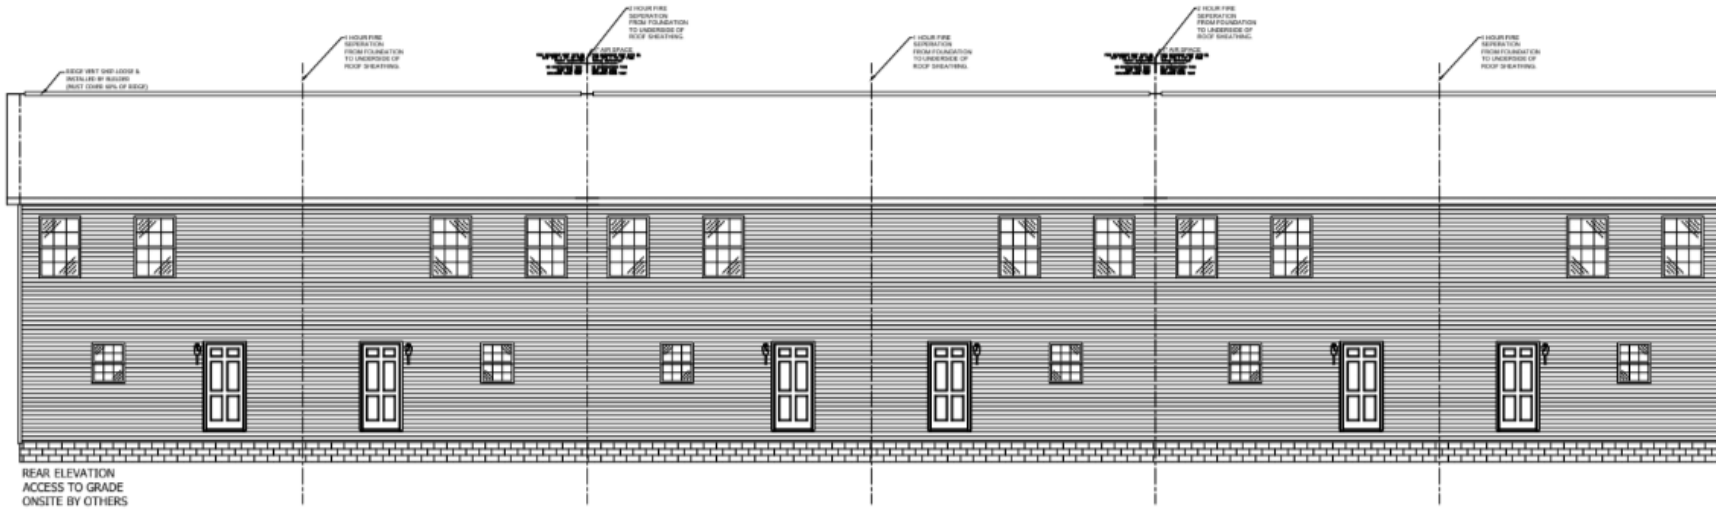 2 HOUR FIRE
SEPERATION
FROM FOUNDATION
TO UNDERSIDE OF
ROOF SHEATHING.
2 HOUR FIRE
SEPERATION
FROM FOUNDATION
TO UNDERSIDE OF
ROOF SHEATHING.
1 HOUR FIRE
SEPERATION
FROM FOUNDATION
TO UNDERSIDE OF
ROOF SHEATHING.
1 HOUR FIRE
SEPERATION
FROM FOUNDATION
TO UNDERSIDE OF
ROOF SHEATHING.
1 HOUR FIRE
SEPERATION
FROM FOUNDATION
TO UNDERSIDE OF
ROOF SHEATHING.
AIR SPACE
AIR SPACE
RIDGE VENT SHIP LOOSE &
INSTALLED BY BUILDER
(MUST COVER 60% OF RIDGE)
REAR ELEVATION
ACCESS TO GRADE
ONSITE BY OTHERS